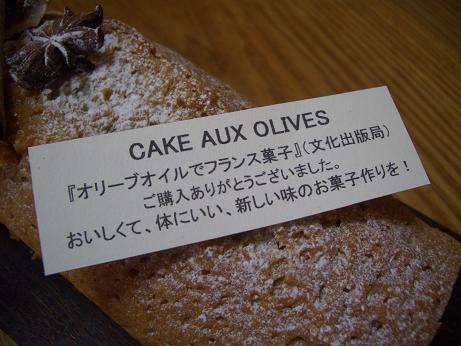 CAKE AUX OLIVES
『オリーブオイルでフランス菓子』(文化出版局)
ご購入ありがとうございました。
おいしくて、体にいい、新しい味のお菓子作りを！